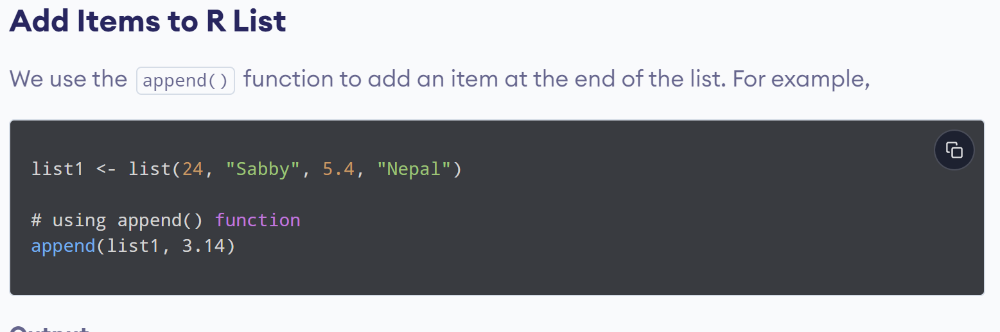 Add Items to R List
We use the append() function to add an item at the end of the list. For example,
list1 <- list(24, "Sabby", 5.4, "Nepal")
# using append() function
append(list1, 3.14)
Output